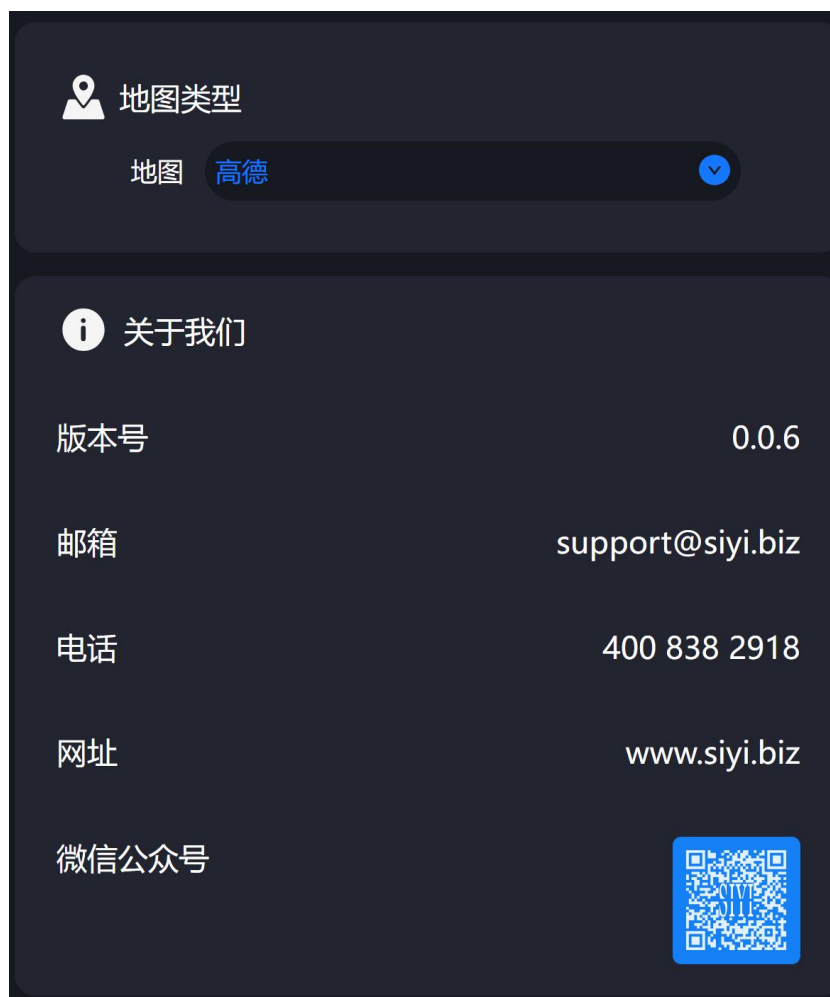 地图类型
地图 高德
关于我们
版本号 0.0.6
邮箱 support@siyi.biz
电话 400 838 2918
网址 www.siyi.biz
微信公众号
SIYI